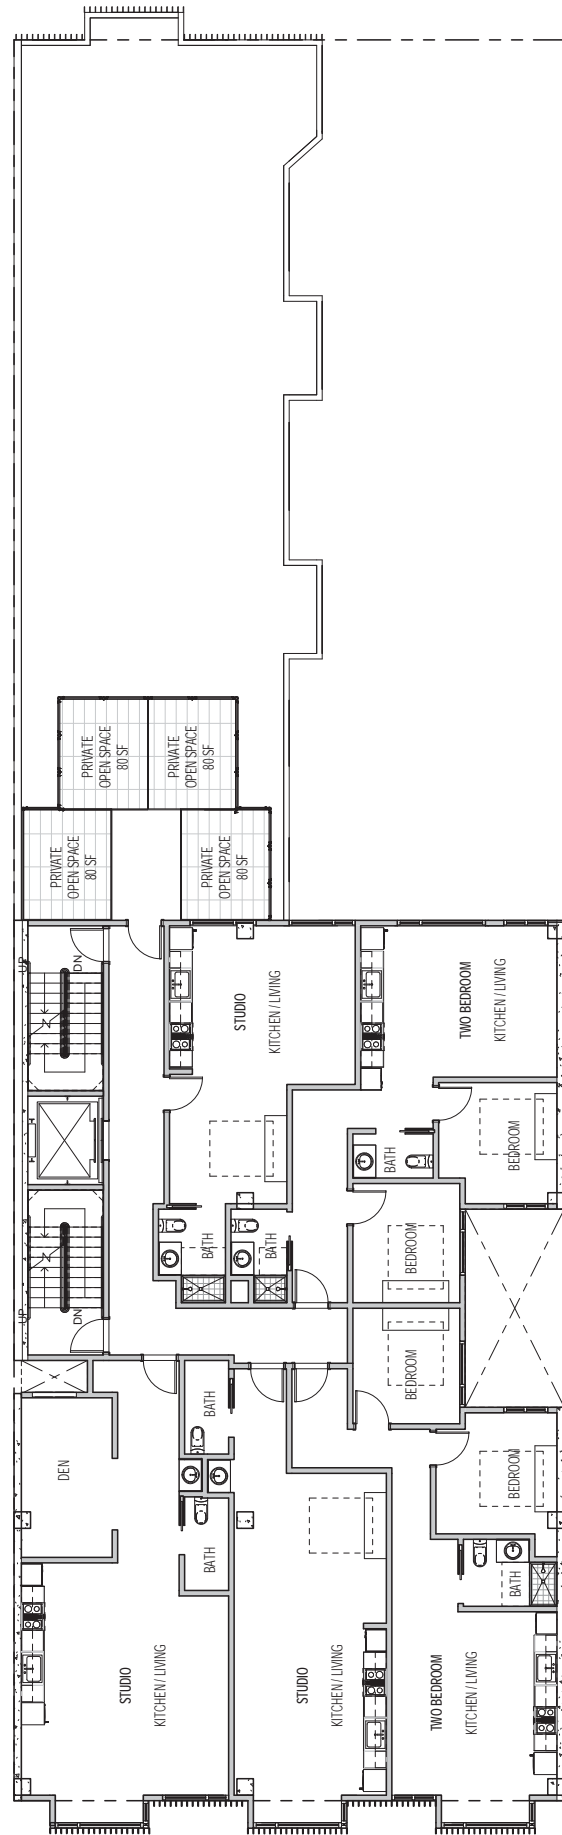 PRIVATE
OPEN SPACE
80 SF
PRIVATE
OPEN SPACE
80 SF
PRIVATE
OPEN SPACE
80 SF
PRIVATE
OPEN SPACE
80 SF
UP
DN
STUDIO
KITCHEN / LIVING
TWO BEDROOM
KITCHEN / LIVING
BATH
BEDROOM
BATH
BATH
BEDROOM
UP
DN
BEDROOM
BATH
DEN
BEDROOM
BATH
BATH
STUDIO
KITCHEN / LIVING
STUDIO
KITCHEN / LIVING
TWO BEDROOM
KITCHEN / LIVING